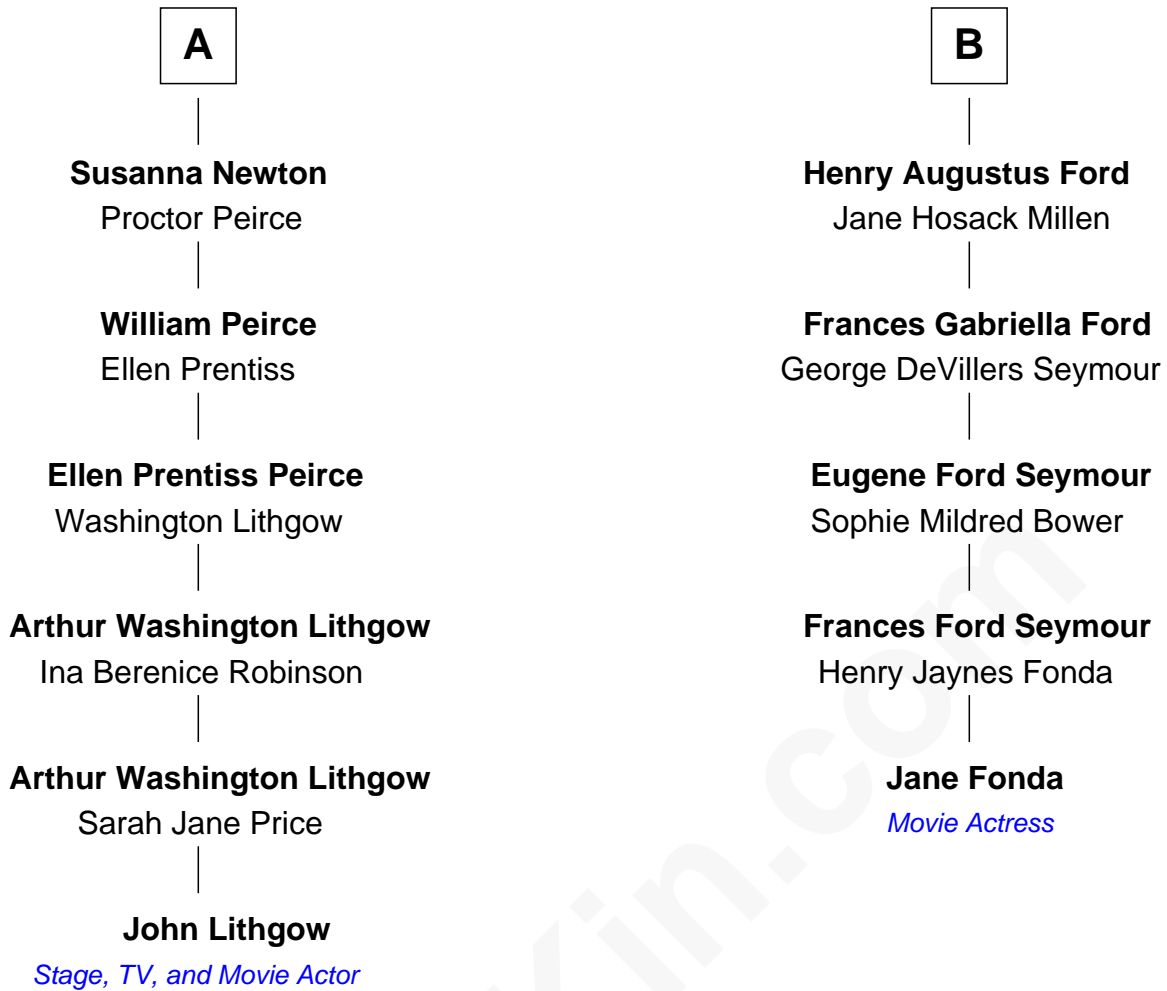 A
Susanna Newton
Proctor Peirce
William Peirce
Ellen Prentiss
Ellen Prentiss Peirce
Washington Lithgow
Arthur Washington Lithgow
Ina Berenice Robinson
Arthur Washington Lithgow
Sarah Jane Price
John Lithgow
Stage, TV, and Movie Actor
B
Henry Augustus Ford
Jane Hosack Millen
Frances Gabriella Ford
George DeVillers Seymour
Eugene Ford Seymour
Sophie Mildred Bower
Frances Ford Seymour
Henry Jaynes Fonda
Jane Fonda
Movie Actress